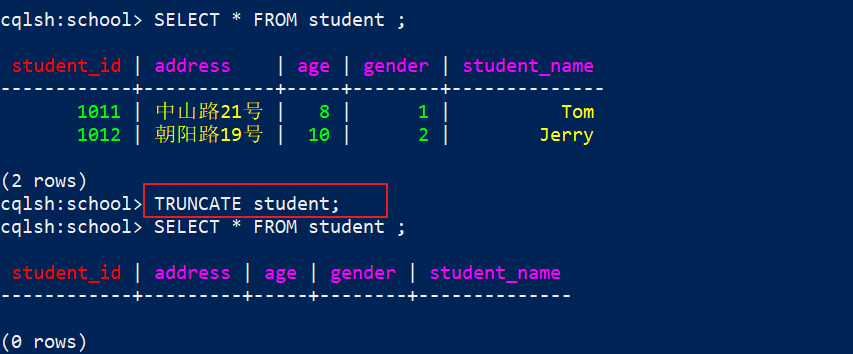 cqlsh:school> SELECT * FROM student ;
student_id | address    | age | gender | student_name
------------+------------+-----+--------+--------------
1011 | 中山路21号 |   8 |      1 |          Tom
1012 | 朝阳路19号 |  10 |      2 |        Jerry
(2 rows)
cqlsh:school> TRUNCATE student;
cqlsh:school> SELECT * FROM student ;
student_id | address | age | gender | student_name
------------+---------+-----+--------+--------------
(0 rows)